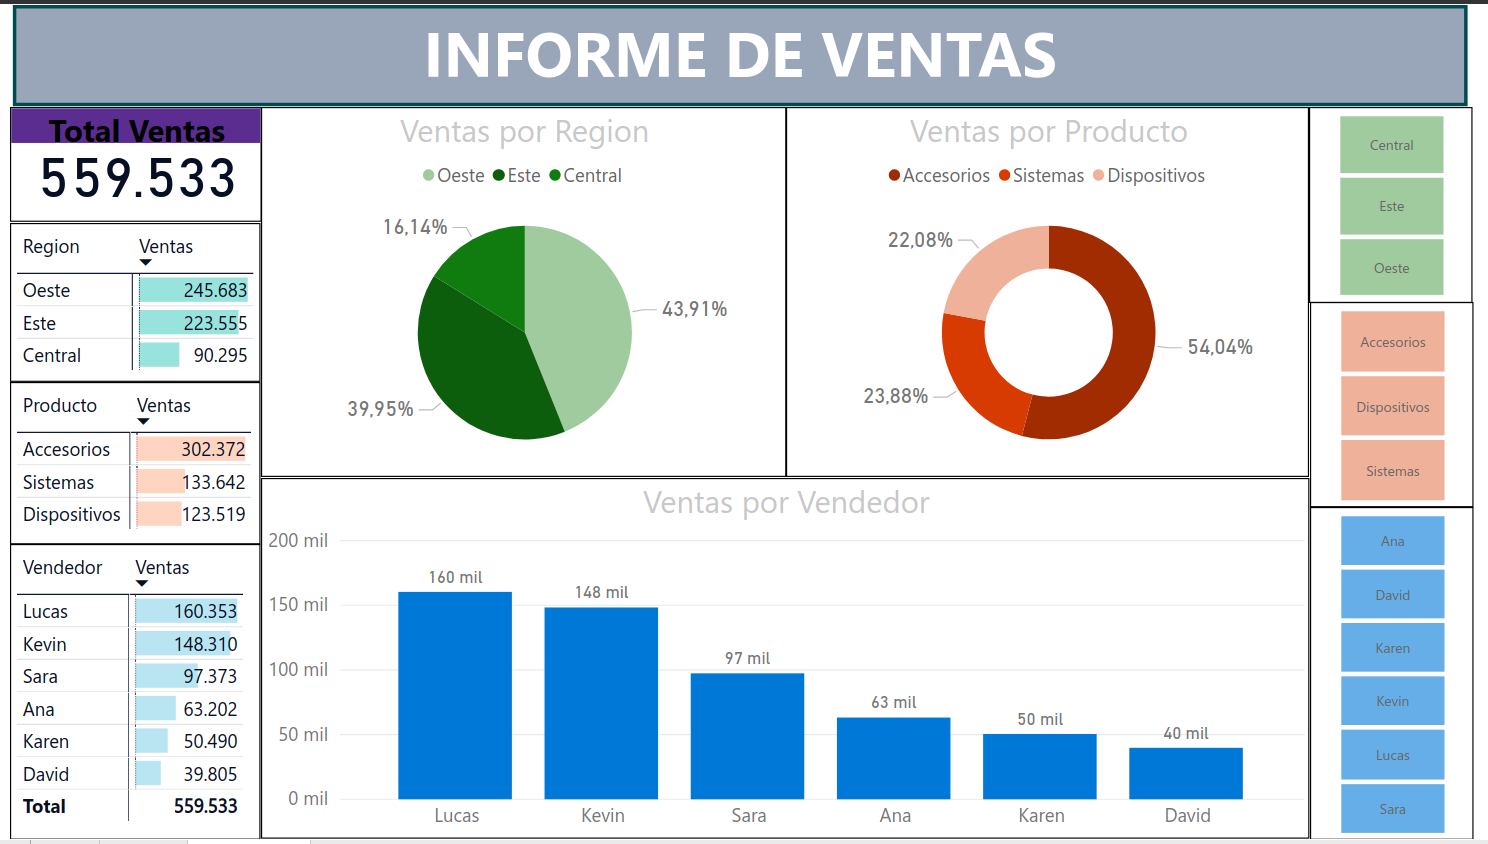 INFORME DE VENTAS
Total Ventas
559.533
Region Ventas
Oeste 245.683
Este 223.555
Central 90.295
Producto Ventas
Accesorios 302.372
Sistemas 133.642
Dispositivos 123.519
Vendedor Ventas
Lucas 160.353
Kevin 148.310
Sara 97.373
Ana 63.202
Karen 50.490
David 39.805
Total 559.533
Ventas por Region
Oeste Este Central
16,14%
43,91%
39,95%
Ventas por Producto
Accesorios Sistemas Dispositivos
22,08%
54,04%
23,88%
Ventas por Vendedor
200 mil
150 mil
100 mil
50 mil
0 mil
160 mil
148 mil
97 mil
63 mil
50 mil
40 mil
Lucas Kevin Sara Ana Karen David
Central
Este
Oeste
Accesorios
Dispositivos
Sistemas
Ana
David
Karen
Kevin
Lucas
Sara